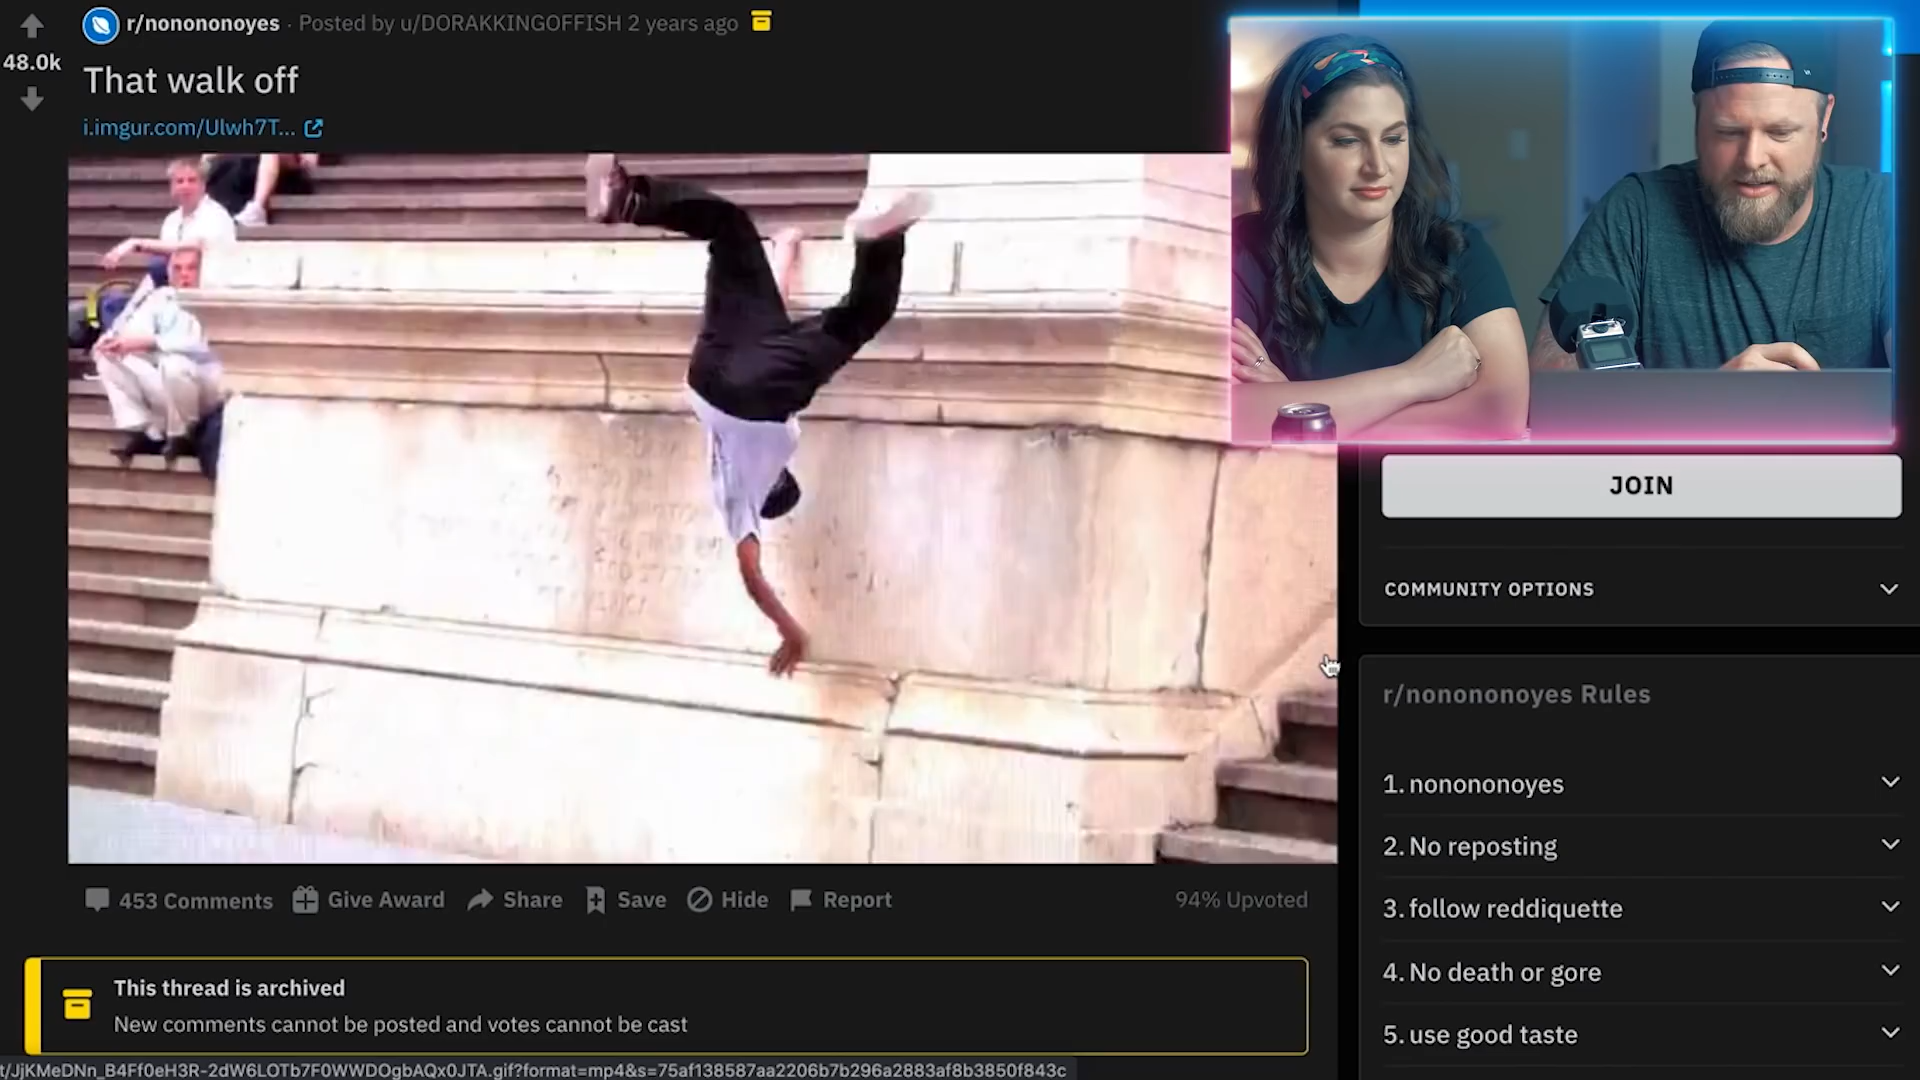 r/nonononoyes · Posted by u/DORAKKINGOFFISH 2 years ago
48.0k
That walk off
i.imgur.com/Ulwh7T...
JOIN
COMMUNITY OPTIONS
r/nonononoyes Rules
1. nonononoyes
2. No reposting
3. follow reddiquette
4. No death or gore
5. use good taste
453 Comments Give Award Share Save Hide Report 94% Upvoted
This thread is archived
New comments cannot be posted and votes cannot be cast
t/JjKMeDNn_B4Ff0eH3R-2dW6LOTb7F0WWDOgbAQx0JTA.gif?format=mp4&s=75af138587aa2206b7b296a2883af8b3850f843c